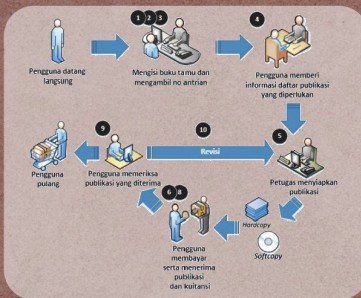 1 2 3
4
Pengguna datang
langsung
Mengisi buku tamu dan
mengambil no antrian
Pengguna memberi
informasi daftar publikasi
yang diperlukan
9
10
5
Revisi
Pengguna
pulang
Pengguna memeriksa
publikasi yang diterima
Petugas menyiapkan
publikasi
6 8
Hardcopy
Softcopy
Pengguna
membayar
serta menerima
publikasi
dan kuitansi